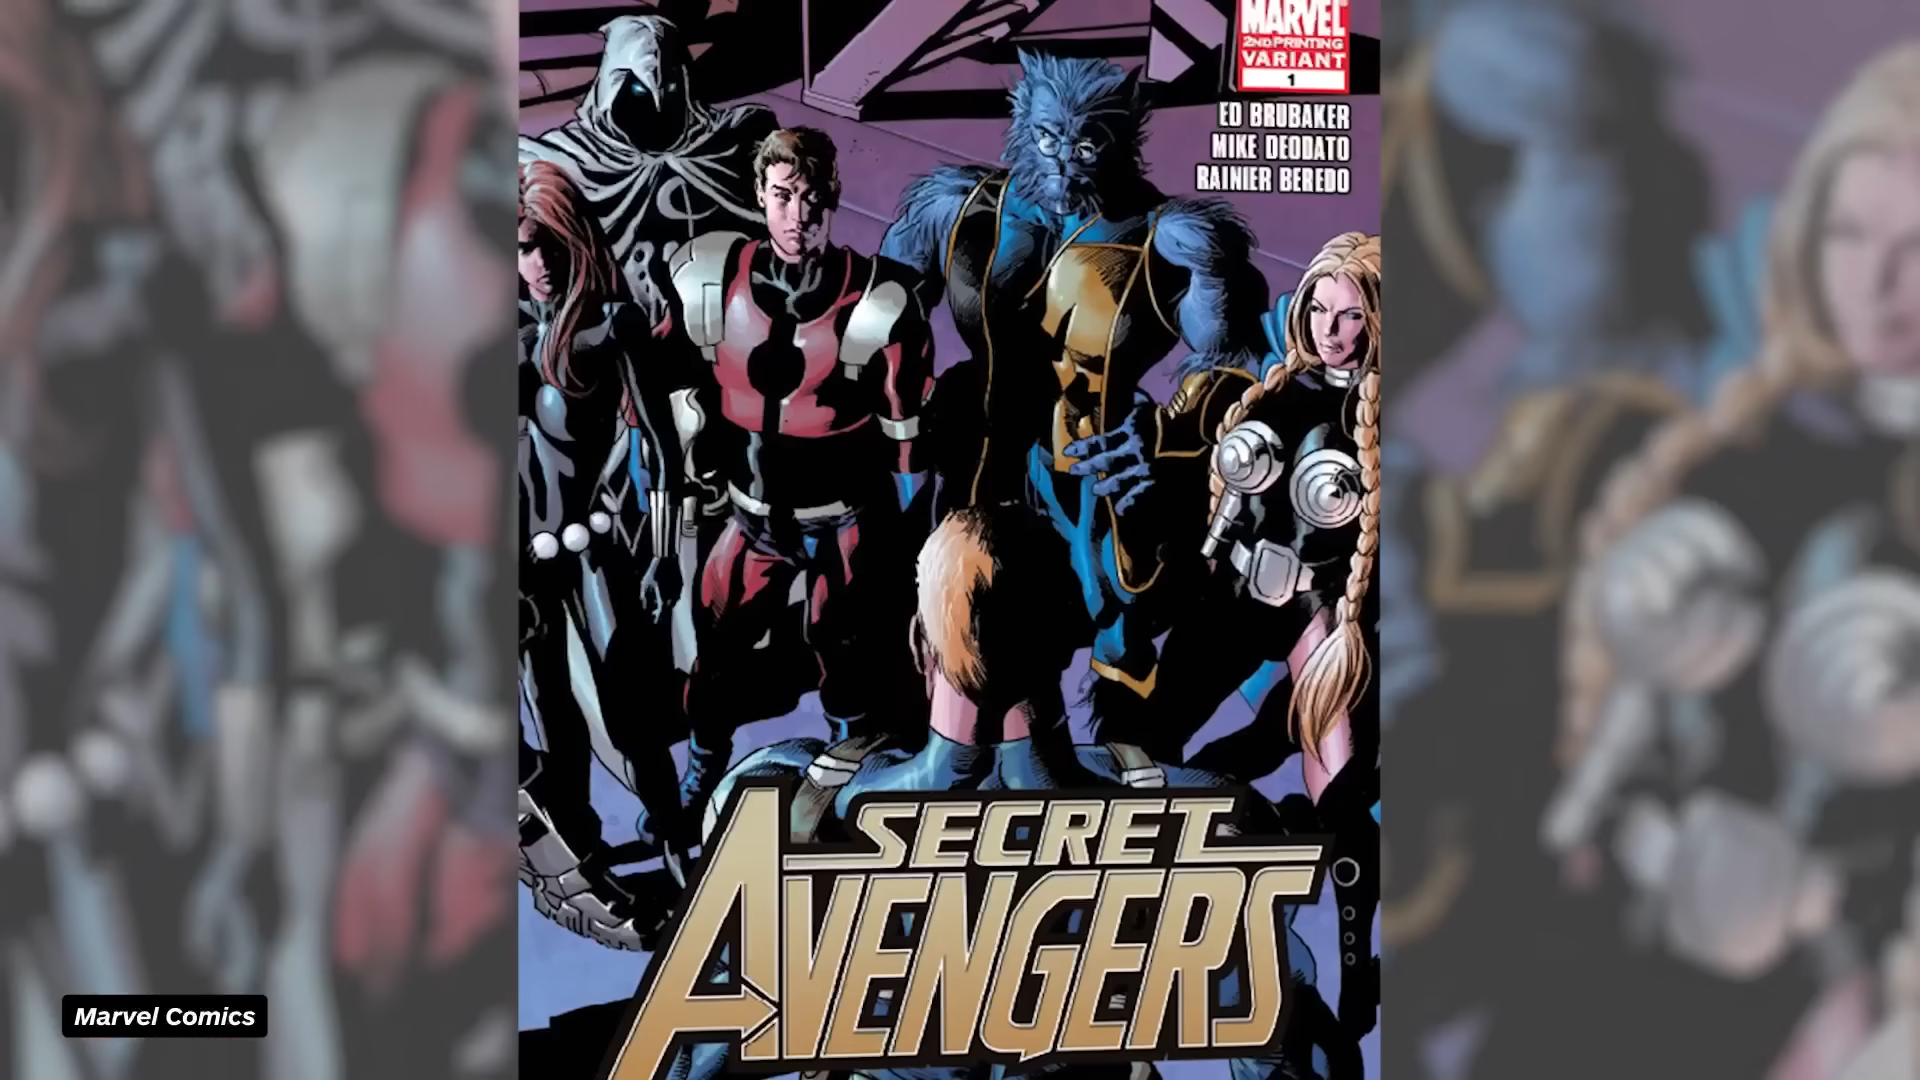 MARVEL
2ND PRINTING
VARIANT
1
ED BRUBAKER
MIKE DEODATO
RAINIER BEREDO
SECRET
AVENGERS
Marvel Comics